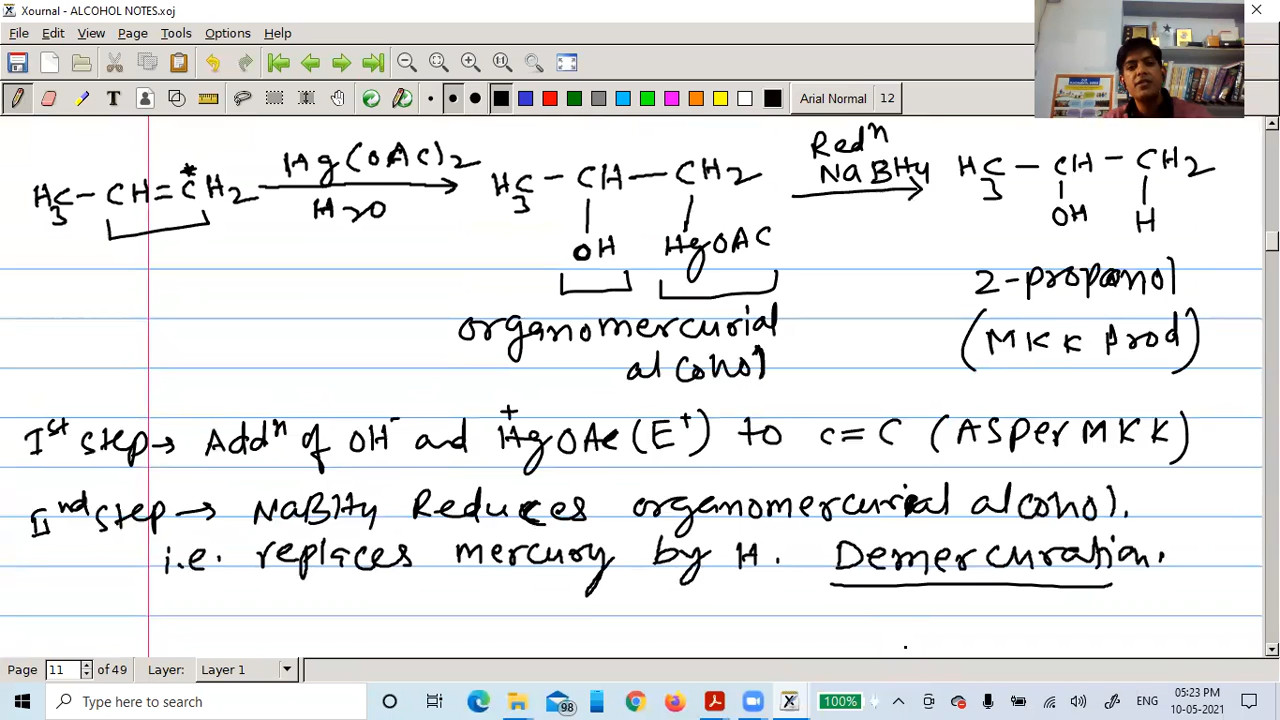 Xournal - ALCOHOL NOTES.xoj
File Edit View Page Tools Options Help
Arial Normal 12
H3C - CH = C*H2 Hg(OAC)2 H3C - CH - CH2 Redn H3C - CH - CH2
H2O NaBH4
OH HgOAC OH H
2-propanol
organomercurial (MKK Prod)
alcohol
Ist step → Addn of OH- and +HgOAc (E+) to C=C (AS Per MKK)
IInd step → NaBH4 Reduces organomercurial alcohol.
i.e. replaces mercury by H. Demercuration.
Page 11 of 49 Layer: Layer 1
Type here to search 98 100% ENG 05:23 PM
10-05-2021